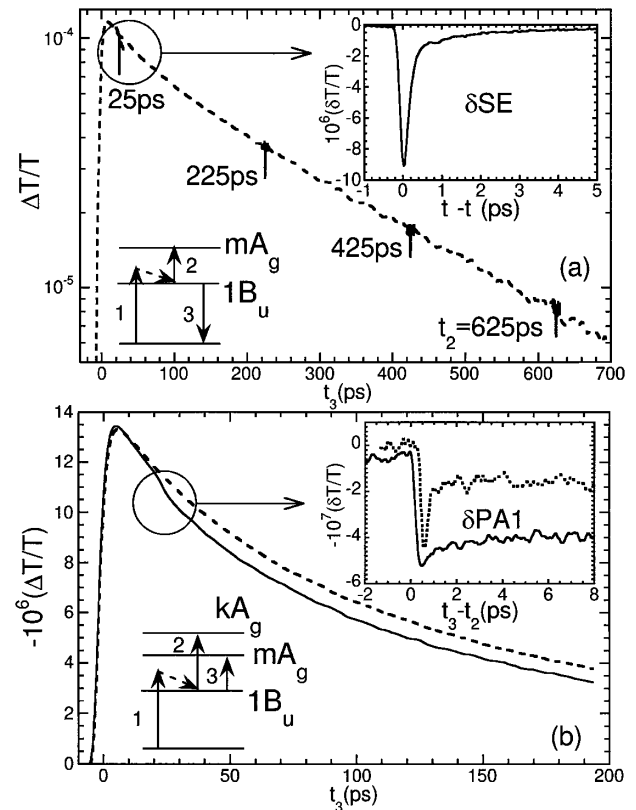 10⁻⁴
10⁻⁵
ΔT/T
25ps
225ps
425ps
t₂=625ps
(a)
mA_g
1B_u
1 2 3
0 100 200 300 400 500 600 700
t₃(ps)
0
-2
-4
-6
-8
-10
10⁶(δT/T)
δSE
-1 0 1 2 3 4 5
t -t (ps)
14
12
10
8
6
4
2
0
-10⁶(ΔT/T)
kA_g
mA_g
1B_u
1 2 3
(b)
0 50 100 150 200
t₃(ps)
0
-2
-4
-6
-10⁷(δT/T)
δPA1
-2 0 2 4 6 8
t₃-t₂(ps)